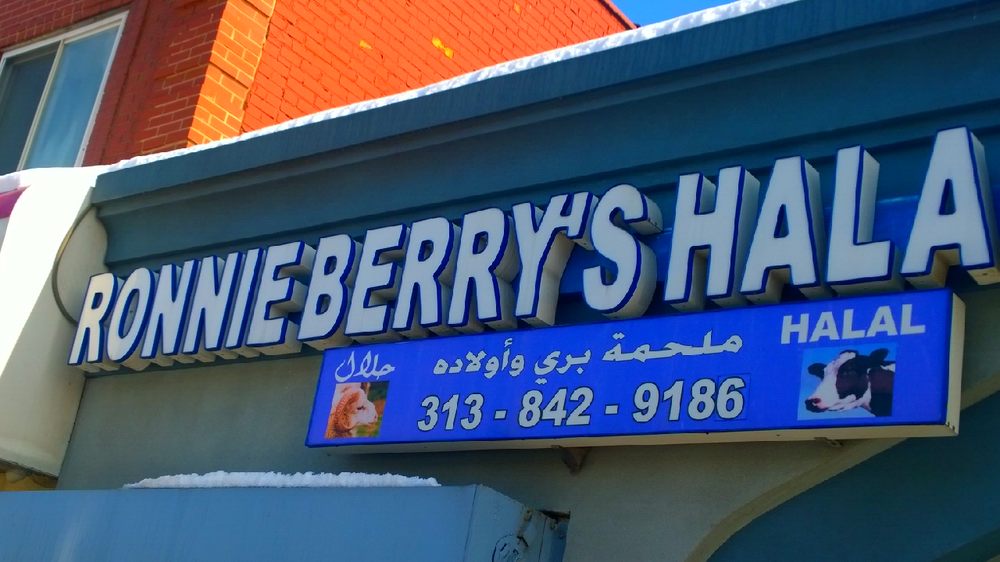 RONNIE BERRY'S HALA
HALAL
حلال
ملحمة بري وأولاده
313 - 842 - 9186